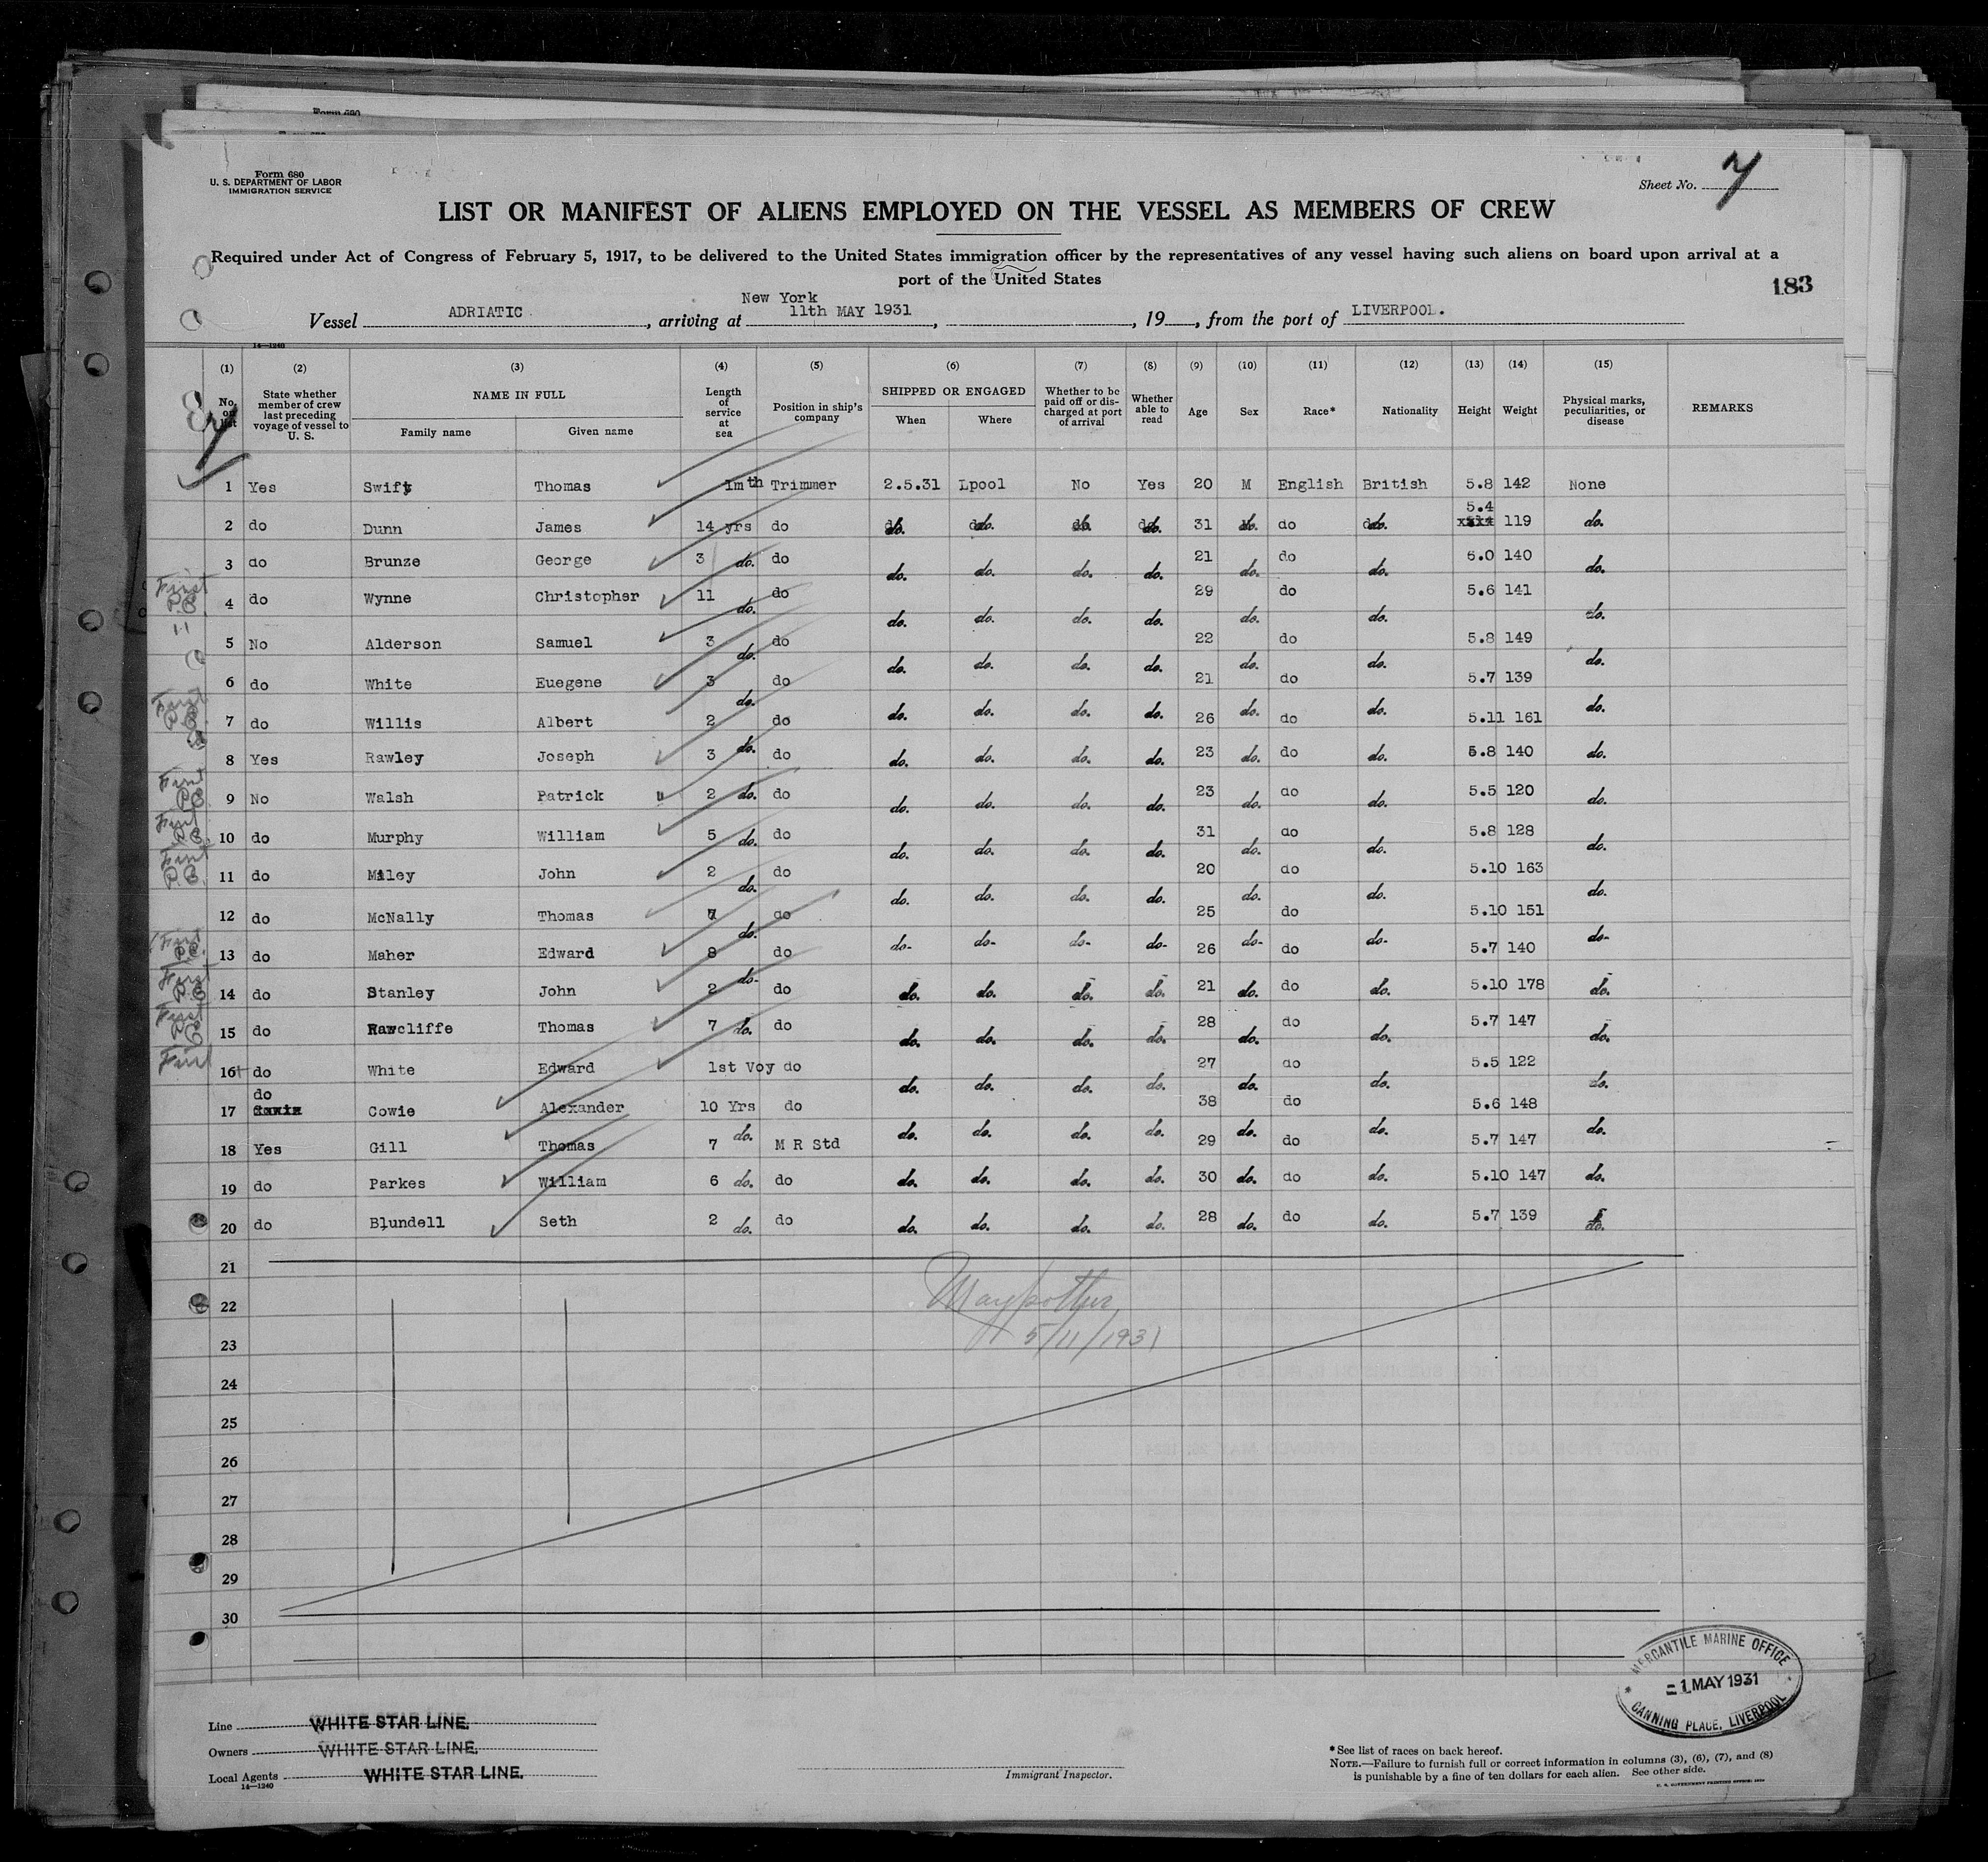 Form 680
U. S. DEPARTMENT OF LABOR
IMMIGRATION SERVICE
Sheet No. 7
LIST OR MANIFEST OF ALIENS EMPLOYED ON THE VESSEL AS MEMBERS OF CREW
Required under Act of Congress of February 5, 1917, to be delivered to the United States immigration officer by the representatives of any vessel having such aliens on board upon arrival at a
port of the United States
183
New York
Vessel ADRIATIC, arriving at 11th MAY 1931, , 19 , from the port of LIVERPOOL.
14—1240
(1) (2) (3) (4) (5) (6) (7) (8) (9) (10) (11) (12) (13) (14) (15)
No. on list
State whether member of crew last preceding voyage of vessel to U. S.
NAME IN FULL
Family name Given name
Length of service at sea
Position in ship's company
SHIPPED OR ENGAGED
When Where
Whether to be paid off or discharged at port of arrival
Whether able to read
Age Sex Race* Nationality Height Weight
Physical marks, peculiarities, or disease
REMARKS
1 Yes Swift Thomas 1mth Trimmer 2.5.31 Lpool No Yes 20 M English British 5.8 142 None
2 do Dunn James 14 yrs do do. do. do. do. 31 do. do do. 5.4 119 do.
3 do Brunze George 3 do. do do. do. do. do. 21 do. do do. 6.0 140 do.
First P.C. 4 do Wynne Christopher 11 do. do do. do. do. do. 29 do. do do. 5.6 141 do.
5 No Alderson Samuel 3 do. do do. do. do. do. 22 do. do do. 5.8 149 do.
6 do White Euegene 3 do. do do. do. do. do. 21 do. do do. 5.7 139 do.
First P.C. 7 do Willis Albert 2 do. do do. do. do. do. 26 do. do do. 5.11 161 do.
8 Yes Rawley Joseph 3 do. do do. do. do. do. 23 do. do do. 5.8 140 do.
First P.C. 9 No Walsh Patrick 2 do. do do. do. do. do. 23 do. do do. 5.5 120 do.
First P.C. 10 do Murphy William 5 do. do do. do. do. do. 31 do. do do. 5.8 128 do.
First P.C. 11 do Miley John 2 do. do do. do. do. do. 20 do. do do. 5.10 163 do.
12 do McNally Thomas 7 do. do do- do- do- do- 25 do- do do- 5.10 151 do-
First P.C. 13 do Maher Edward 8 do- do 26 do 5.7 140
First P.C. 14 do Stanley John 2 do do. do. do. do. 21 do. do do. 5.10 178 do.
First P.C. 15 do Rawcliffe Thomas 7 do. do do. do. do. do. 28 do. do do. 5.7 147 do.
First 16 do White Edward 1st Voy do do. do. do. do. 27 do. do do. 5.5 122 do.
17 do Cowie Alexander 10 Yrs do do. do. do. do. 38 do. do do. 5.6 148 do.
18 Yes Gill Thomas 7 do. M R Std 29 do 5.7 147
19 do Parkes William 6 do. do do. do. do. do. 30 do. do do. 5.10 147 do.
20 do Blundell Seth 2 do. do do. do. do. do. 28 do. do do. 5.7 139 do.
21
22
5/11/1931
23
24
25
26
27
28
29
30
MERCANTILE MARINE OFFICE
1 MAY 1931
CANNING PLACE, LIVERPOOL
Line WHITE STAR LINE.
Owners WHITE STAR LINE.
Local Agents WHITE STAR LINE.
14—1240
Immigrant Inspector.
*See list of races on back hereof.
NOTE.—Failure to furnish full or correct information in columns (3), (6), (7), and (8)
is punishable by a fine of ten dollars for each alien. See other side.